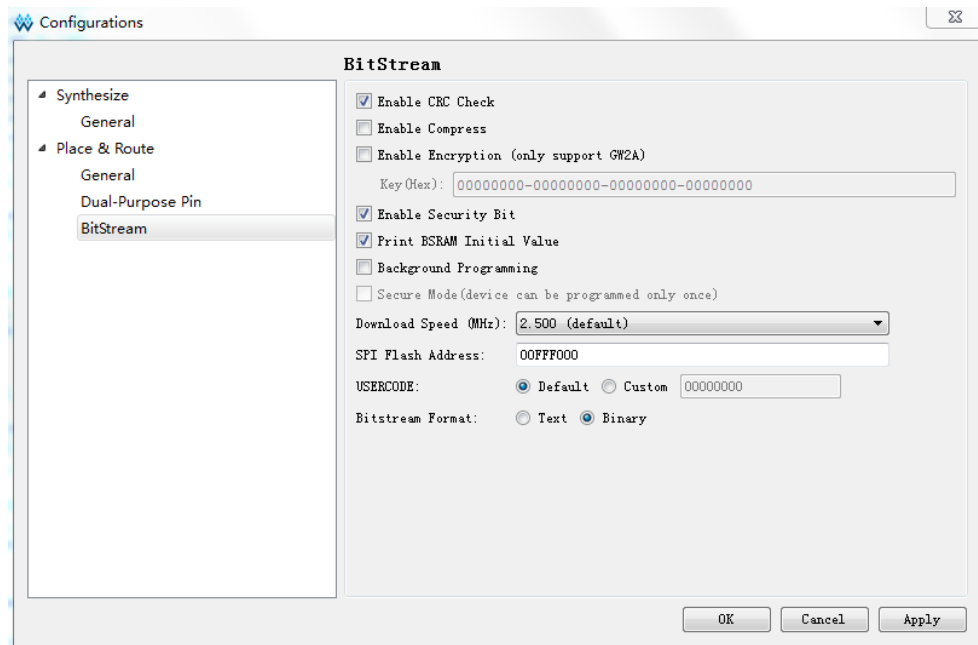 Configurations
BitStream
Synthesize
General
Place & Route
General
Dual-Purpose Pin
BitStream
Enable CRC Check
Enable Compress
Enable Encryption (only support GW2A)
Key(Hex): 00000000-00000000-00000000-00000000
Enable Security Bit
Print BSRAM Initial Value
Background Programming
Secure Mode(device can be programmed only once)
Download Speed (MHz): 2.500 (default)
SPI Flash Address: 00FFF000
USERCODE: Default Custom 00000000
Bitstream Format: Text Binary
OK Cancel Apply